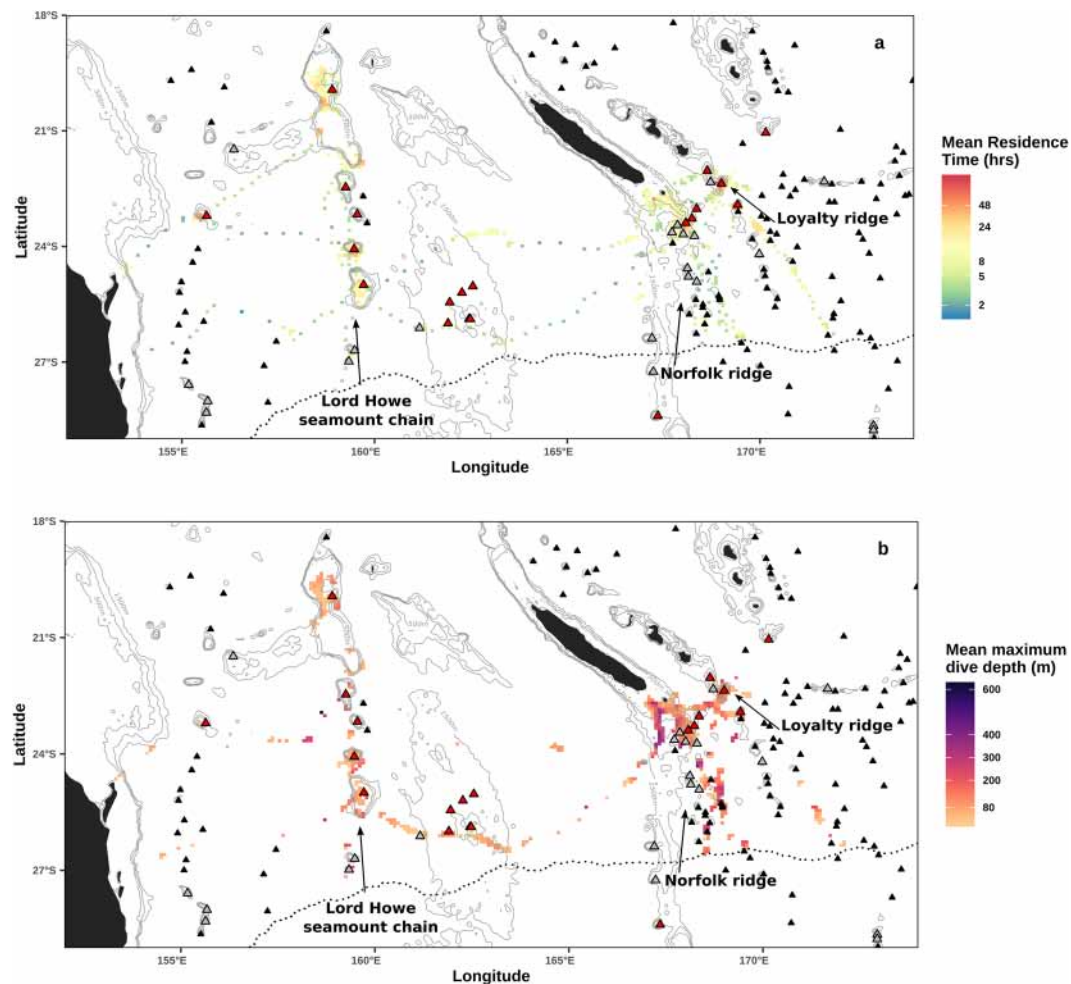 18°S
a
21°S
24°S
27°S
Latitude
Mean Residence
Time (hrs)
48
24
8
5
2
Loyalty ridge
Norfolk ridge
Lord Howe
seamount chain
155°E
160°E
165°E
170°E
Longitude
18°S
b
21°S
24°S
27°S
Latitude
Mean maximum
dive depth (m)
600
400
300
200
80
Loyalty ridge
Norfolk ridge
Lord Howe
seamount chain
155°E
160°E
165°E
170°E
Longitude